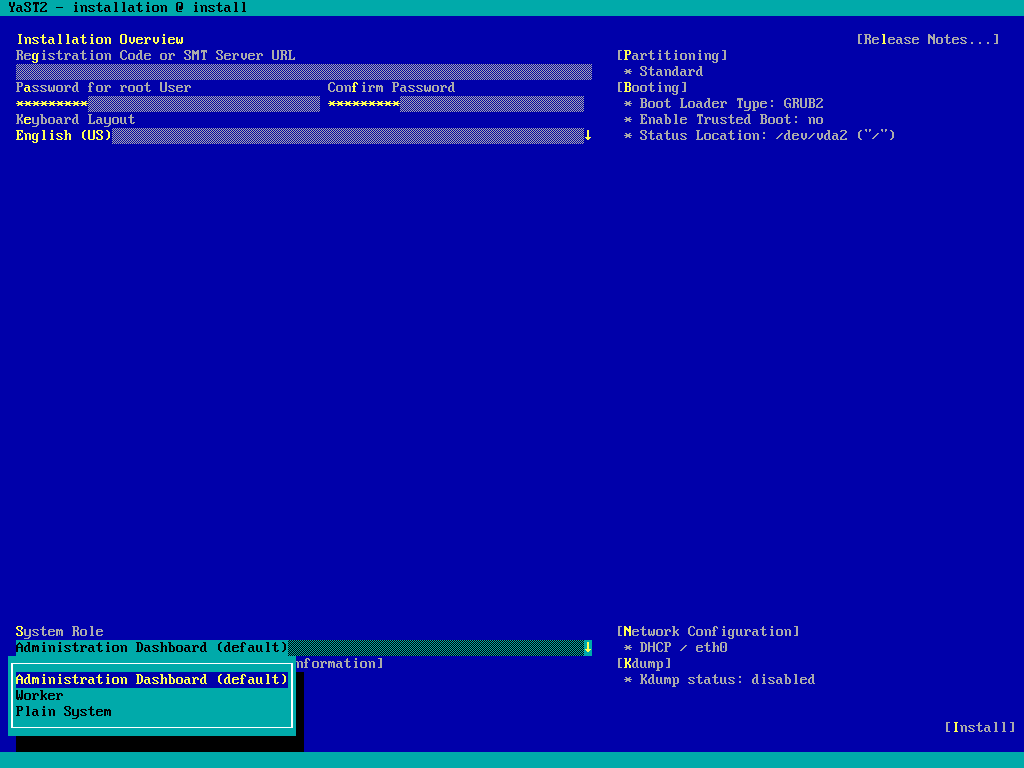 YaST2 - installation @ install
Installation Overview [Release Notes...]
Registration Code or SMT Server URL
Password for root User Confirm Password
********* *********
Keyboard Layout
English (US) ↓
[Partitioning]
* Standard
[Booting]
* Boot Loader Type: GRUB2
* Enable Trusted Boot: no
* Status Location: /dev/vda2 ("/")
System Role
Administration Dashboard (default) ↓
nformation]
Administration Dashboard (default)
Worker
Plain System
[Network Configuration]
* DHCP / eth0
[Kdump]
* Kdump status: disabled
[Install]